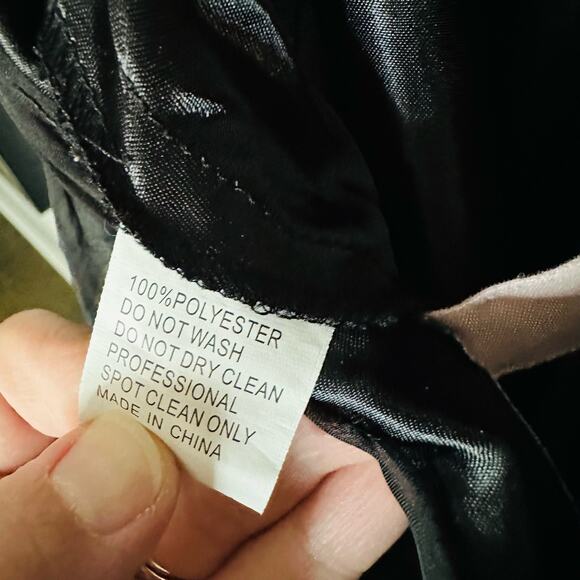 100%POLYESTER
DO NOT WASH
DO NOT DRY CLEAN
PROFESSIONAL
SPOT CLEAN ONLY
MADE IN CHINA